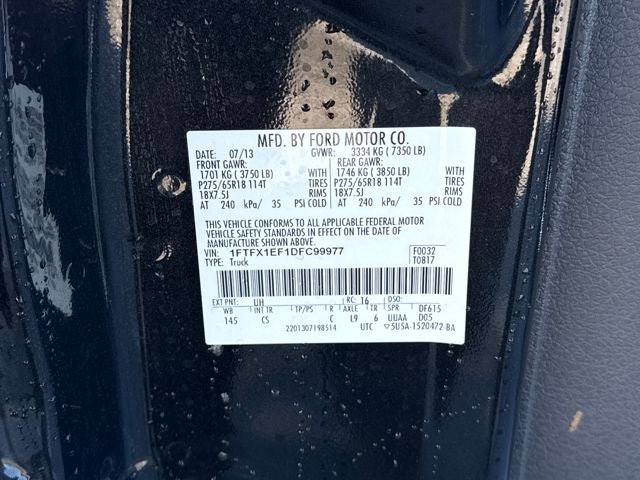 MFD. BY FORD MOTOR CO.
DATE: 07/13 GVWR: 3334 KG ( 7350 LB)
FRONT GAWR: REAR GAWR:
1701 KG ( 3750 LB) WITH 1746 KG ( 3850 LB) WITH
P275/65R18 114T TIRES P275/65R18 114T TIRES
18X7.5J RIMS 18X7.5J RIMS
AT 240 kPa/ 35 PSI COLD AT 240 kPa/ 35 PSI COLD
THIS VEHICLE CONFORMS TO ALL APPLICABLE FEDERAL MOTOR
VEHICLE SAFETY STANDARDS IN EFFECT ON THE DATE OF
MANUFACTURE SHOWN ABOVE.
VIN: 1FTFX1EF1DFC99977 F0032
TYPE: Truck T0817
EXT PNT: UH RC: 16 DSO:
WB INT TR TP/PS R AXLE TR SPR DF615
145 CS C L9 6 UUAA D05
2201307198514 UTC 5U5A-1520472-BA